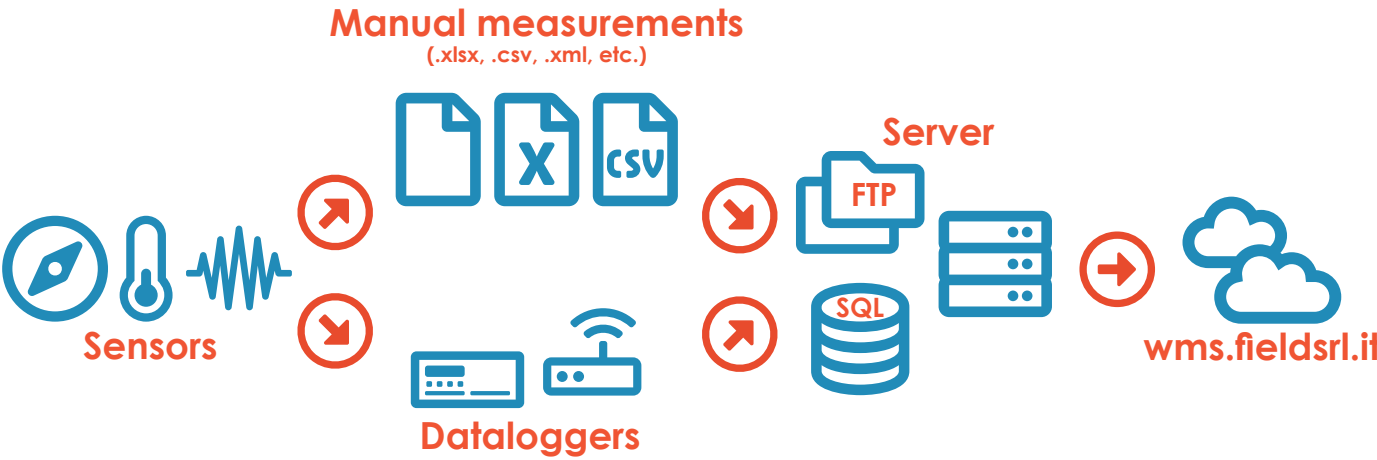 Manual measurements
(.xlsx, .csv, .xml, etc.)
X
CSV
Server
FTP
SQL
Sensors
wms.fieldsrl.it
Dataloggers